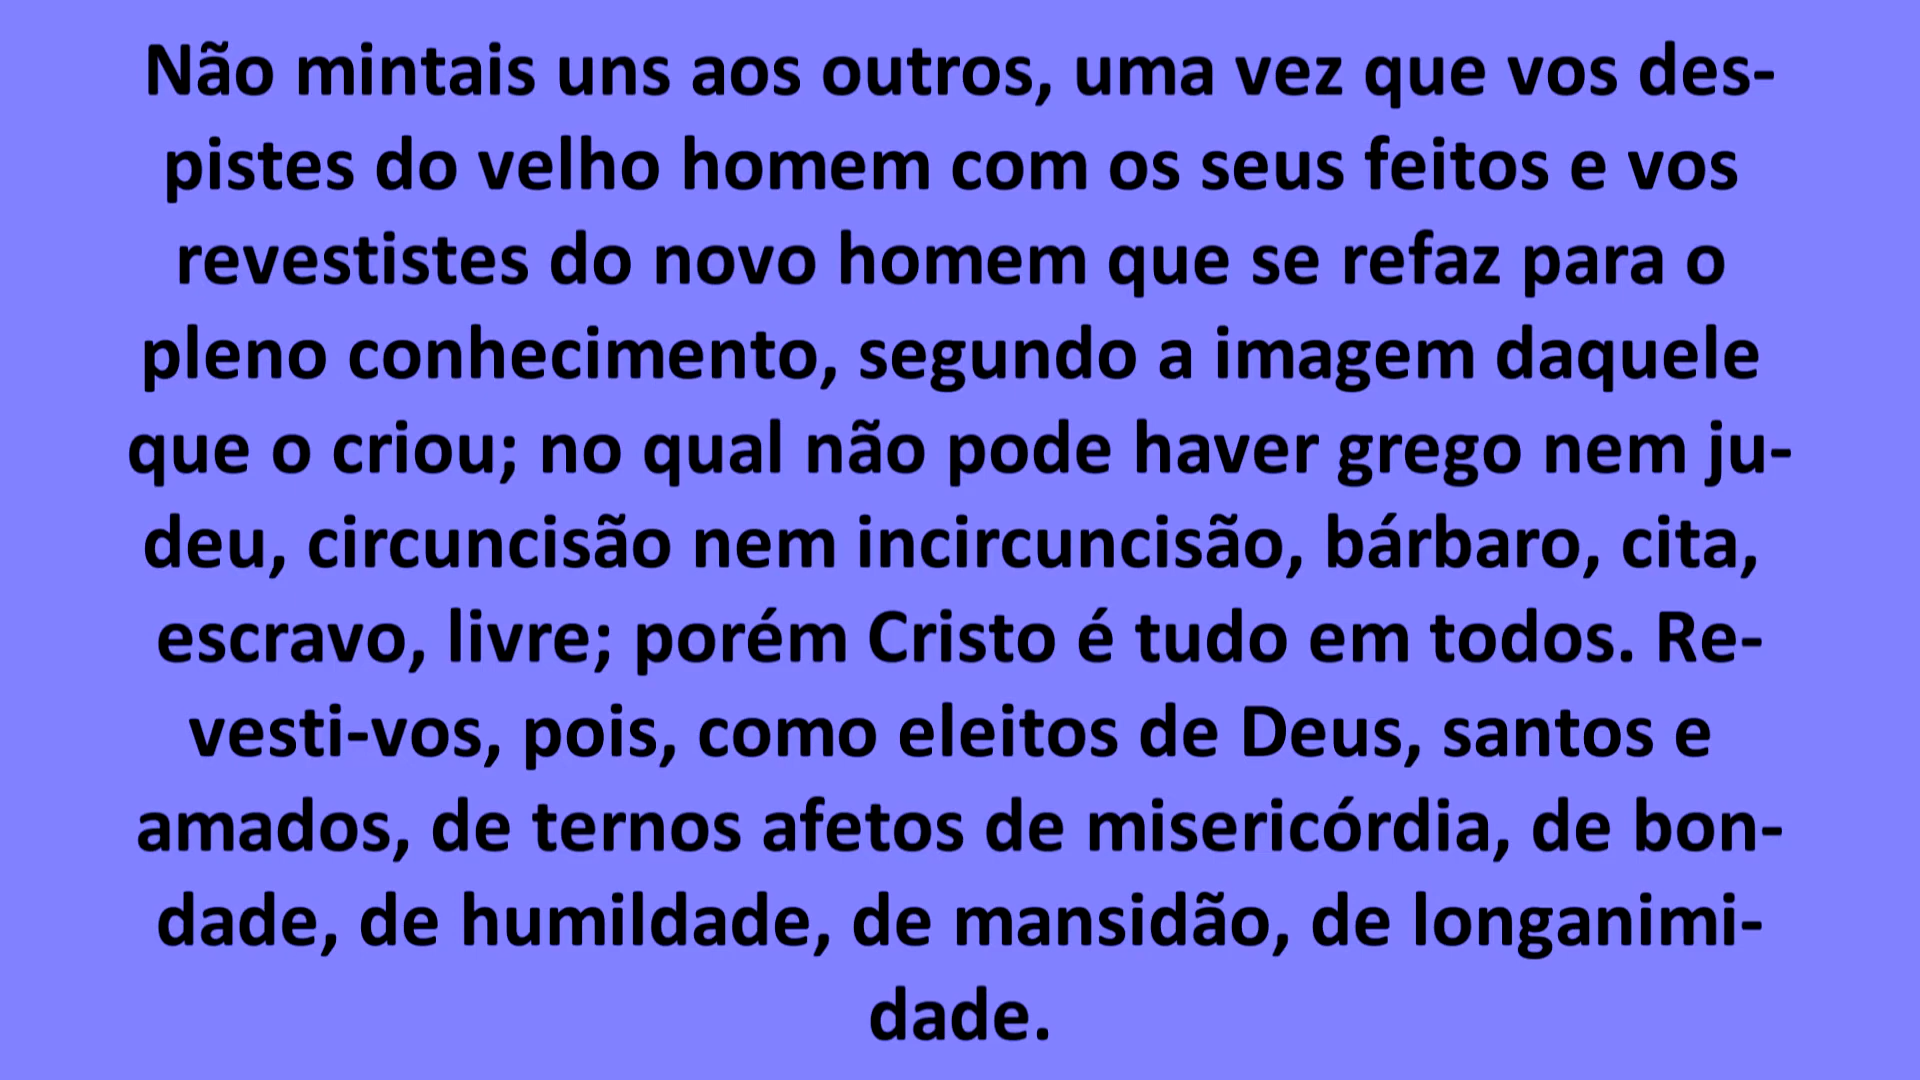 Não mintais uns aos outros, uma vez que vos des-
pistes do velho homem com os seus feitos e vos
revestistes do novo homem que se refaz para o
pleno conhecimento, segundo a imagem daquele
que o criou; no qual não pode haver grego nem ju-
deu, circuncisão nem incircuncisão, bárbaro, cita,
escravo, livre; porém Cristo é tudo em todos. Re-
vesti-vos, pois, como eleitos de Deus, santos e
amados, de ternos afetos de misericórdia, de bon-
dade, de humildade, de mansidão, de longanimi-
dade.